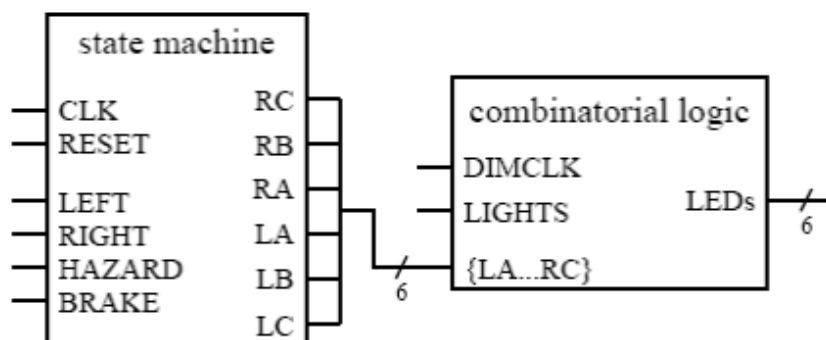 state machine
CLK
RESET
LEFT
RIGHT
HAZARD
BRAKE
RC
RB
RA
LA
LB
LC
6
combinatorial logic
DIMCLK
LIGHTS
{LA...RC}
LEDs
6